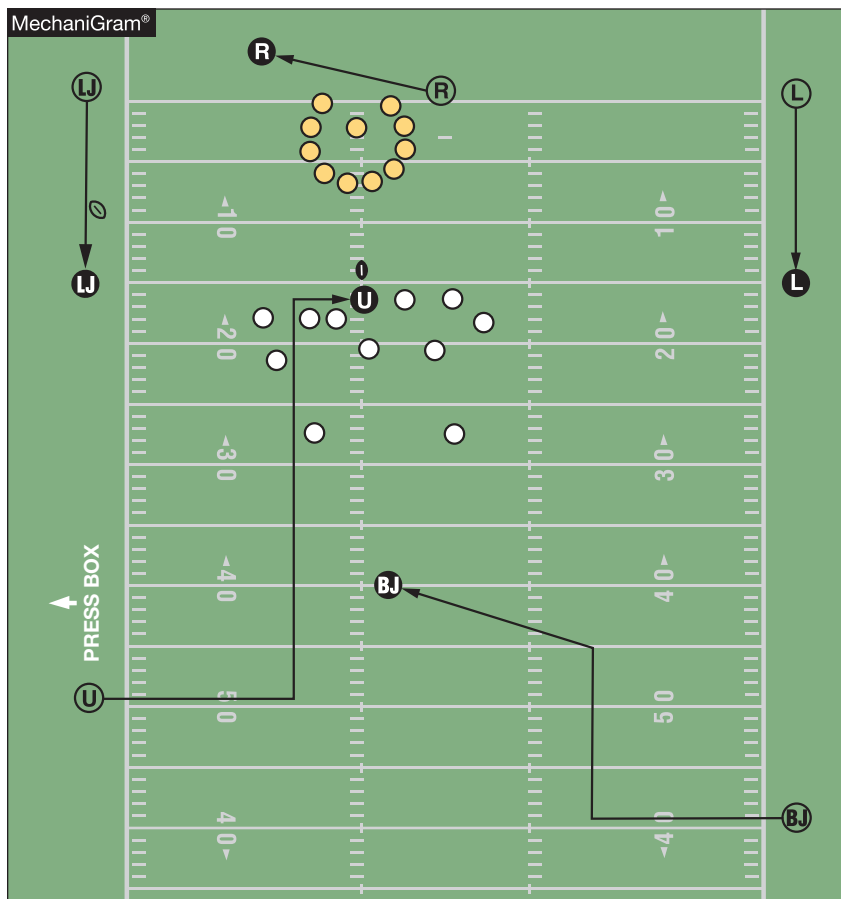 MechaniGram®
R
LJ
R
L
◄10
10►
LJ
L
U
◄20
20►
◄30
30►
◄40
40►
BJ
PRESS BOX
U
50
50
40►
◄40
BJ